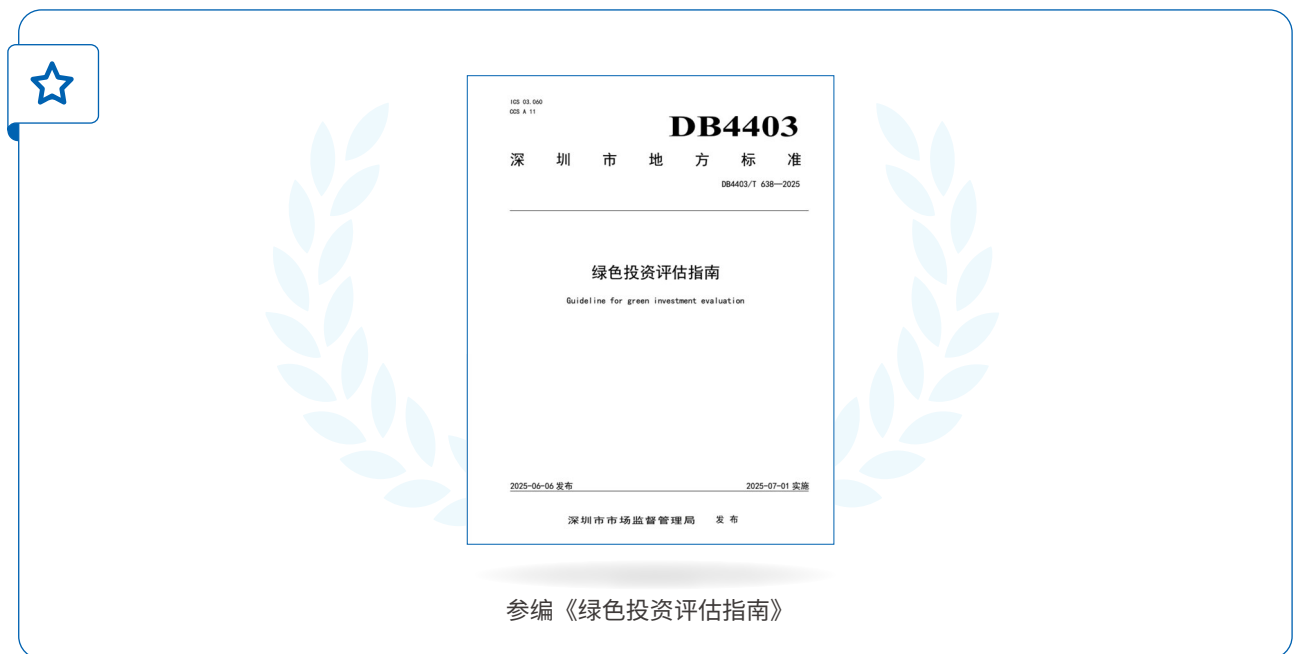 ICS 03.060
CCS A 11
DB4403
深圳市地方标准
DB4403/T 638—2025
绿色投资评估指南
Guideline for green investment evaluation
2025-06-06 发布 2025-07-01 实施
深圳市市场监督管理局 发布
参编《绿色投资评估指南》